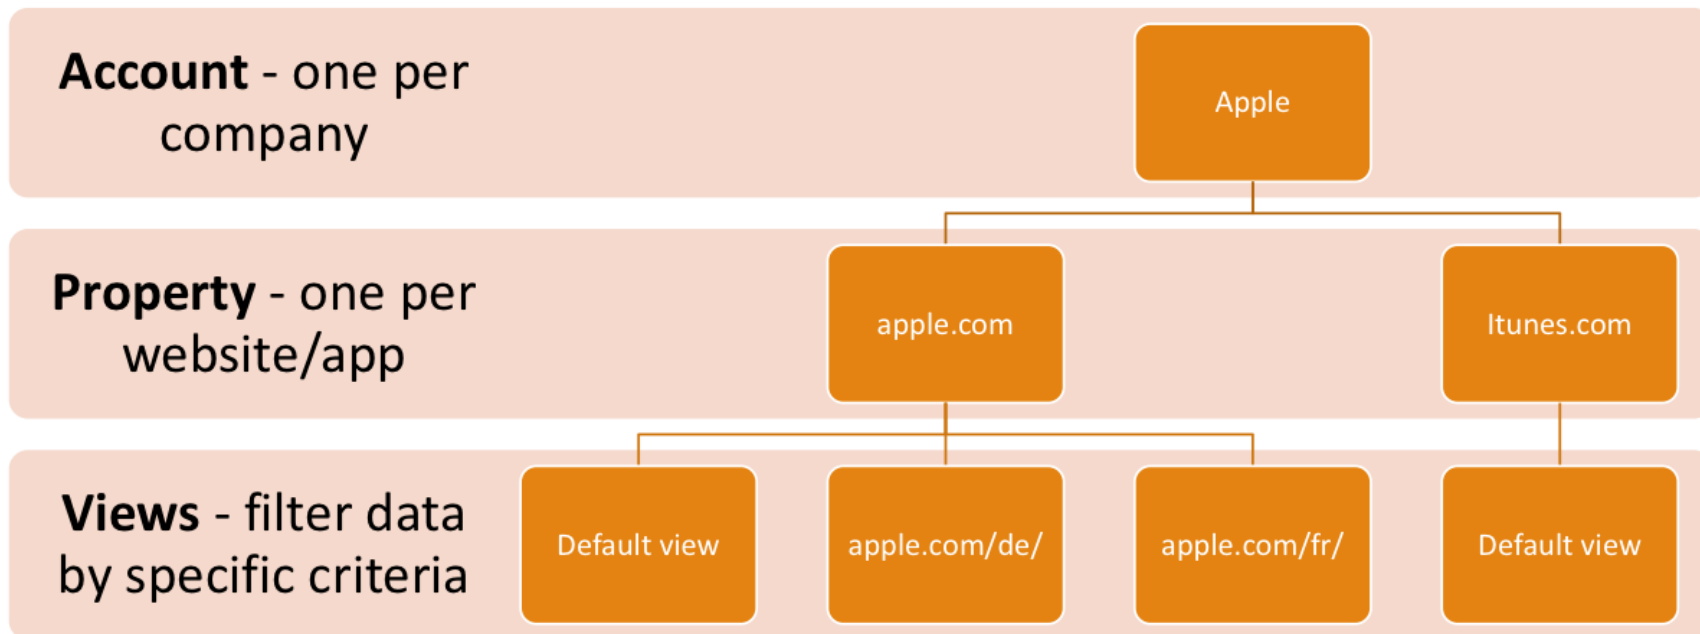 Account - one per
company
Apple
Property - one per
website/app
apple.com
Itunes.com
Views - filter data
by specific criteria
Default view
apple.com/de/
apple.com/fr/
Default view